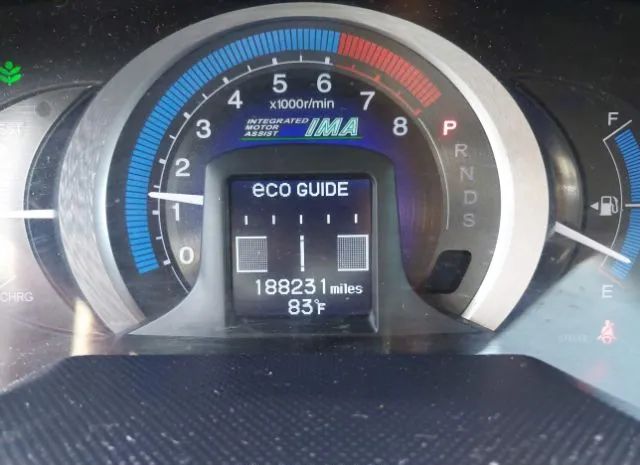 5 6
4 x1000r/min 7
3 INTEGRATED MOTOR ASSIST IMA 8
2
1
0
P
R
N
D
S
eco GUIDE
188231 miles
83°F
F
E
CHRG